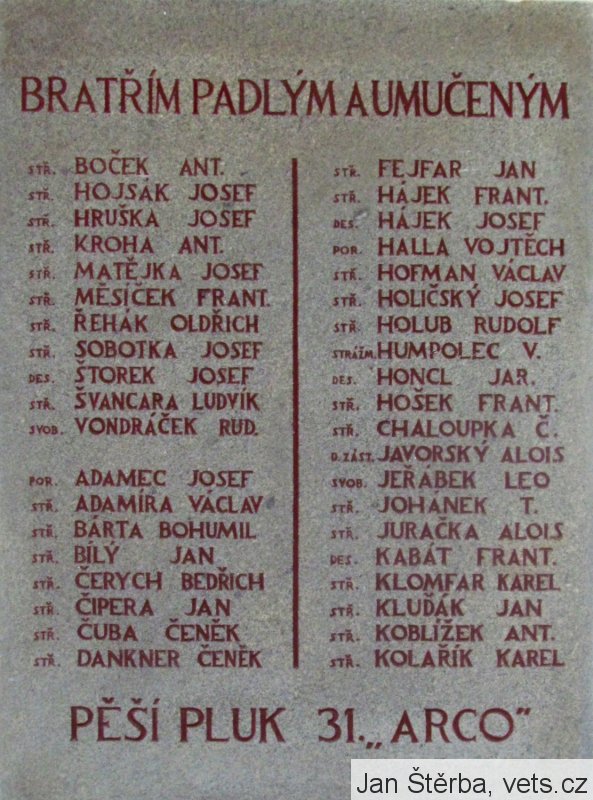 BRATŘÍM PADLÝM A UMUČENÝM
STŘ. BOČEK ANT.
STŘ. HOJSÁK JOSEF
STŘ. HRUŠKA JOSEF
STŘ. KROHA ANT.
STŘ. MATĚJKA JOSEF
STŘ. MĚSÍČEK FRANT.
STŘ. ŘEHÁK OLDŘICH
STŘ. SOBOTKA JOSEF
DES. ŠTOREK JOSEF
STŘ. ŠVANCARA LUDVÍK
SVOB. VONDRÁČEK RUD.
POR. ADAMEC JOSEF
STŘ. ADAMÍRA VÁCLAV
STŘ. BÁRTA BOHUMIL
STŘ. BÍLÝ JAN
STŘ. ČERYCH BEDŘICH
STŘ. ČIPERA JAN
STŘ. ČUBA ČENĚK
STŘ. DANKNER ČENĚK
STŘ. FEJFAR JAN
STŘ. HÁJEK FRANT.
DES. HÁJEK JOSEF
POR. HALLA VOJTĚCH
STŘ. HOFMAN VÁCLAV
STŘ. HOLIČSKÝ JOSEF
STŘ. HOLUB RUDOLF
STRÁŽM. HUMPOLEC V.
DES. HONCL JAR.
STŘ. HOŠEK FRANT.
STŘ. CHALOUPKA Č.
D.ZÁST. JAVORSKÝ ALOIS
SVOB. JEŘÁBEK LEO
STŘ. JOHÁNEK T.
STŘ. JURAČKA ALOIS
DES. KABÁT FRANT.
STŘ. KLOMFAR KAREL
STŘ. KLUĎÁK JAN
STŘ. KOBLÍŽEK ANT.
STŘ. KOLAŘÍK KAREL
PĚŠÍ PLUK 31. „ARCO"
Jan Štěrba, vets.cz